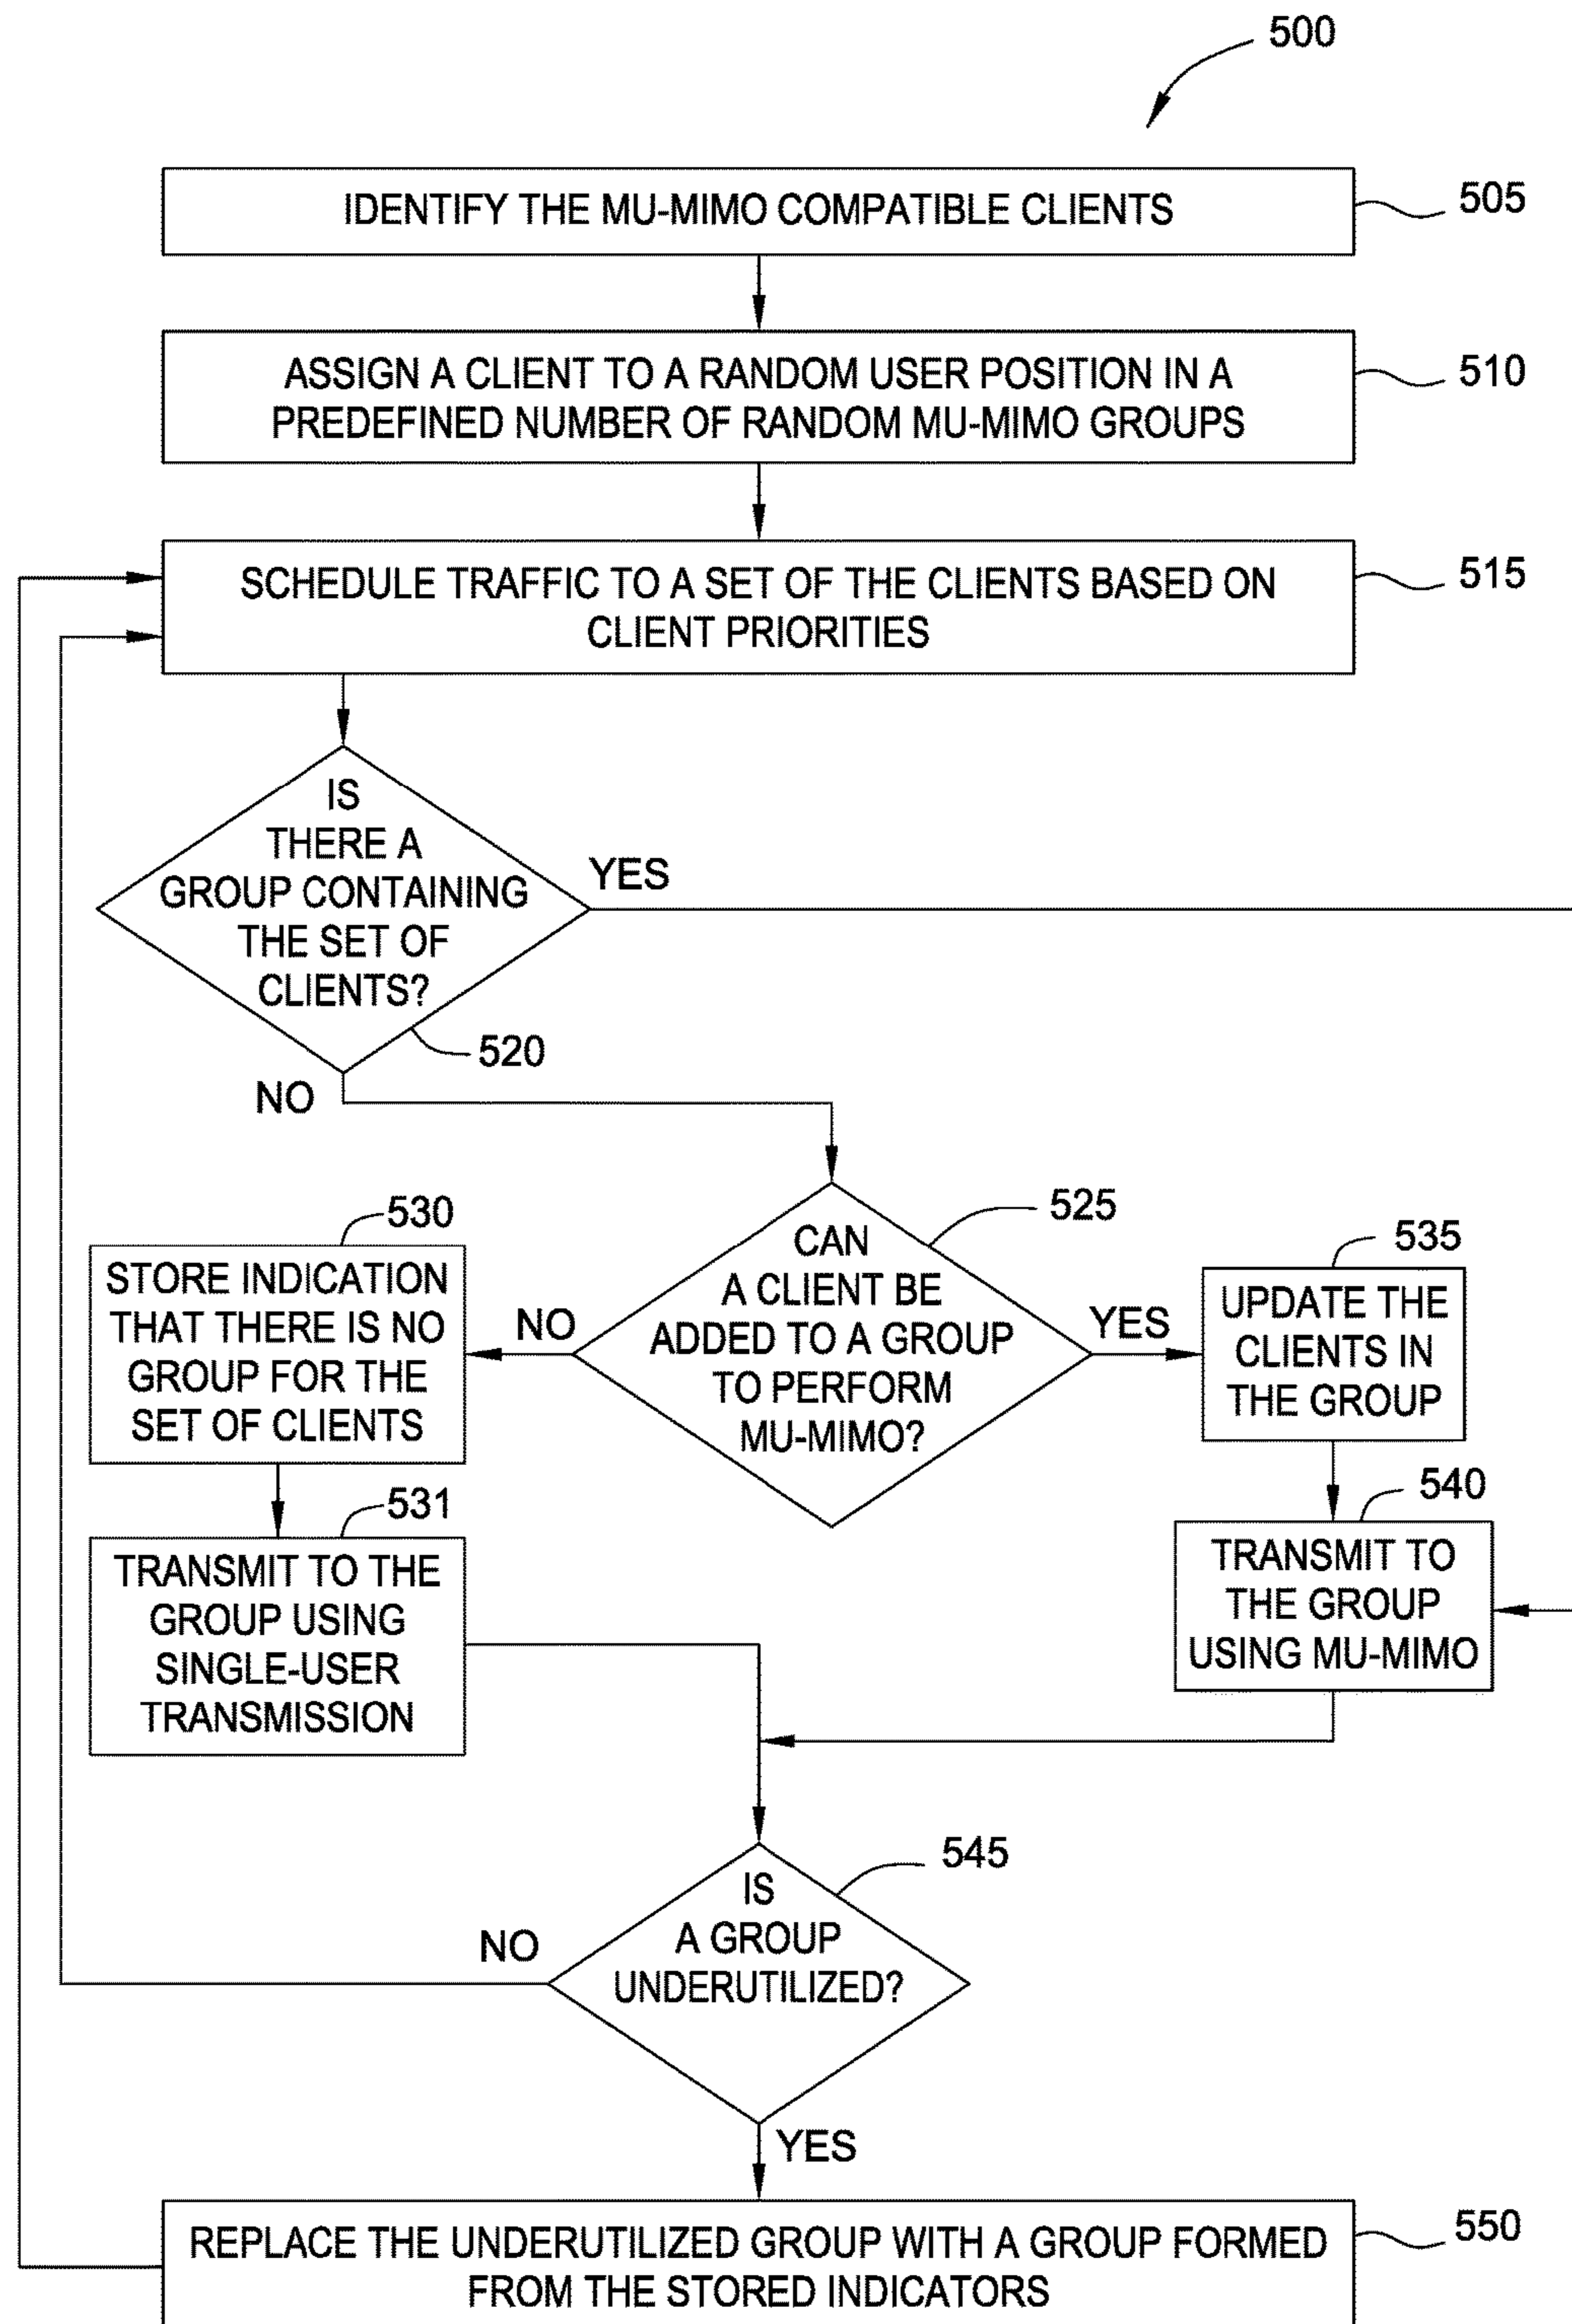 500
IDENTIFY THE MU-MIMO COMPATIBLE CLIENTS
505
ASSIGN A CLIENT TO A RANDOM USER POSITION IN A
PREDEFINED NUMBER OF RANDOM MU-MIMO GROUPS
510
SCHEDULE TRAFFIC TO A SET OF THE CLIENTS BASED ON
CLIENT PRIORITIES
515
IS
THERE A
GROUP CONTAINING
THE SET OF
CLIENTS?
YES
520
NO
530
STORE INDICATION
THAT THERE IS NO
GROUP FOR THE
SET OF CLIENTS
NO
CAN
A CLIENT BE
ADDED TO A GROUP
TO PERFORM
MU-MIMO?
525
YES
535
UPDATE THE
CLIENTS IN
THE GROUP
531
TRANSMIT TO THE
GROUP USING
SINGLE-USER
TRANSMISSION
540
TRANSMIT TO
THE GROUP
USING MU-MIMO
545
IS
A GROUP
UNDERUTILIZED?
NO
YES
REPLACE THE UNDERUTILIZED GROUP WITH A GROUP FORMED
FROM THE STORED INDICATORS
550